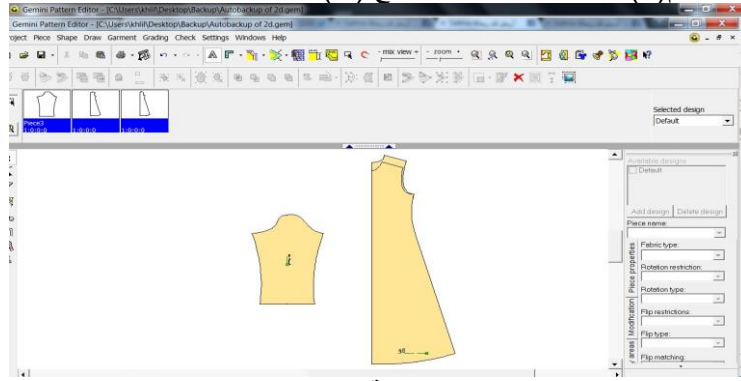 Gemini Pattern Editor - [C:\Users\khlif\Desktop\Backup\Autobackup of 2d.gem]
Gemini Pattern Editor - [C:\Users\khlif\Desktop\Backup\Autobackup of 2d.gem]
roject Piece Shape Draw Garment Grading Check Settings Windows Help
- mix view +
- zoom +
Piece3
1:0:0:0
1:0:0:0
1:0:0:0
Selected design
Default
Available designs
Default
Add design
Delete design
Piece name:
Piece properties
Modification
areas
Fabric type:
Rotation restriction:
Rotation type:
Flip restrictions:
Flip type:
Flip matching: